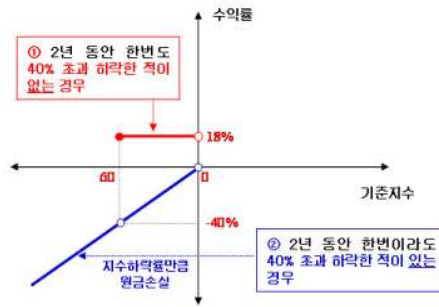 수익률
① 2년 동안 한번도
40% 초과 하락한 적이
없는 경우
18%
60
0
기준지수
-40%
② 2년 동안 한번이라도
40% 초과 하락한 적이 있는
경우
지수하락률만큼
원금손실